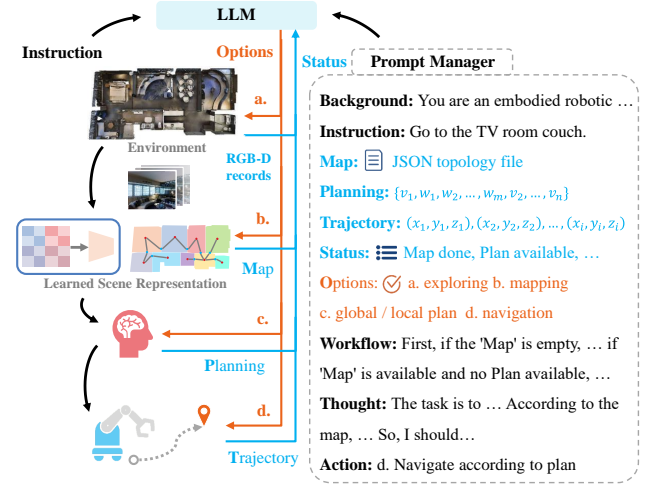 LLM
Instruction
Options
Status
a.
Environment
RGB-D
records
b.
Map
Learned Scene Representation
c.
Planning
d.
Trajectory
Prompt Manager
Background: You are an embodied robotic …
Instruction: Go to the TV room couch.
Map: JSON topology file
Planning: {v₁, w₁, w₂, …, wₘ, v₂, …, vₙ}
Trajectory: (x₁, y₁, z₁), (x₂, y₂, z₂), …, (xᵢ, yᵢ, zᵢ)
Status: Map done, Plan available, …
Options: a. exploring b. mapping
c. global / local plan d. navigation
Workflow: First, if the 'Map' is empty, … if
'Map' is available and no Plan available, …
Thought: The task is to … According to the
map, … So, I should…
Action: d. Navigate according to plan